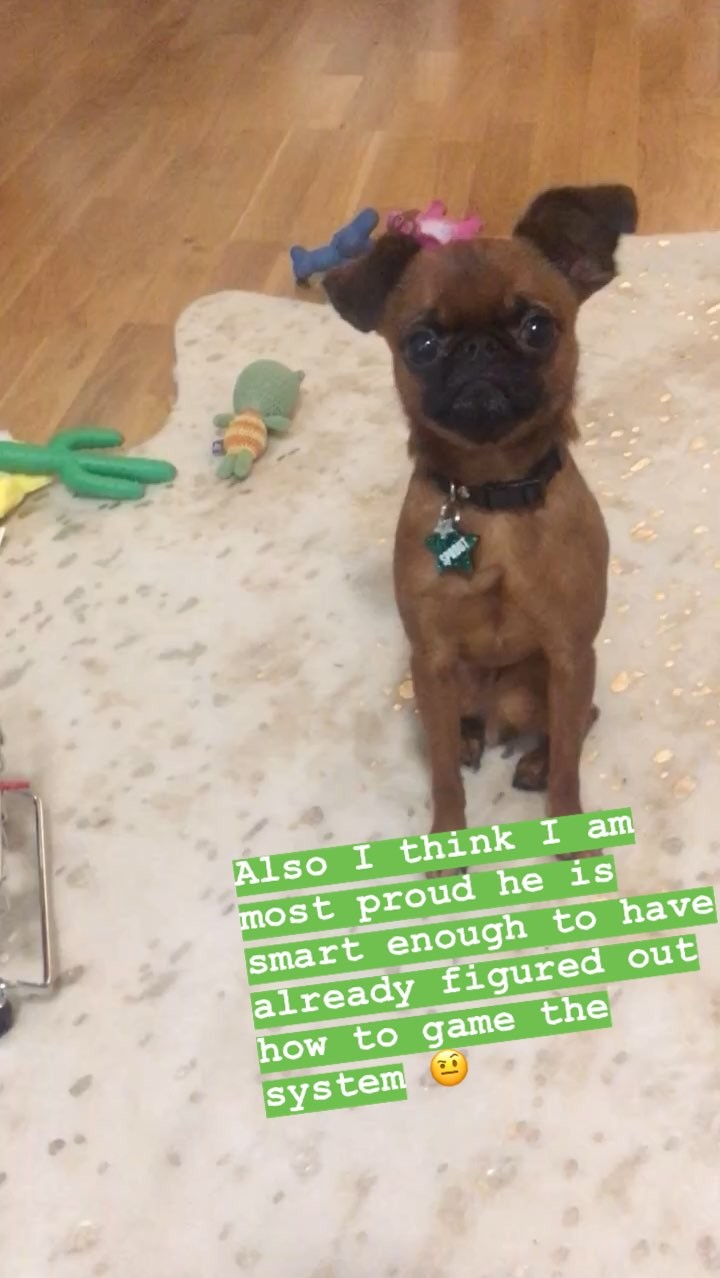 SPROUT
Also I think I am
most proud he is
smart enough to have
already figured out
how to game the
system 🤨